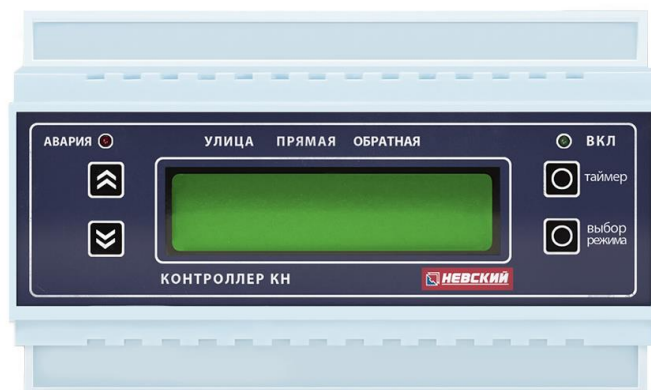 АВАРИЯ УЛИЦА ПРЯМАЯ ОБРАТНАЯ ВКЛ
таймер
выбор
режима
КОНТРОЛЛЕР КН НЕВСКИЙ